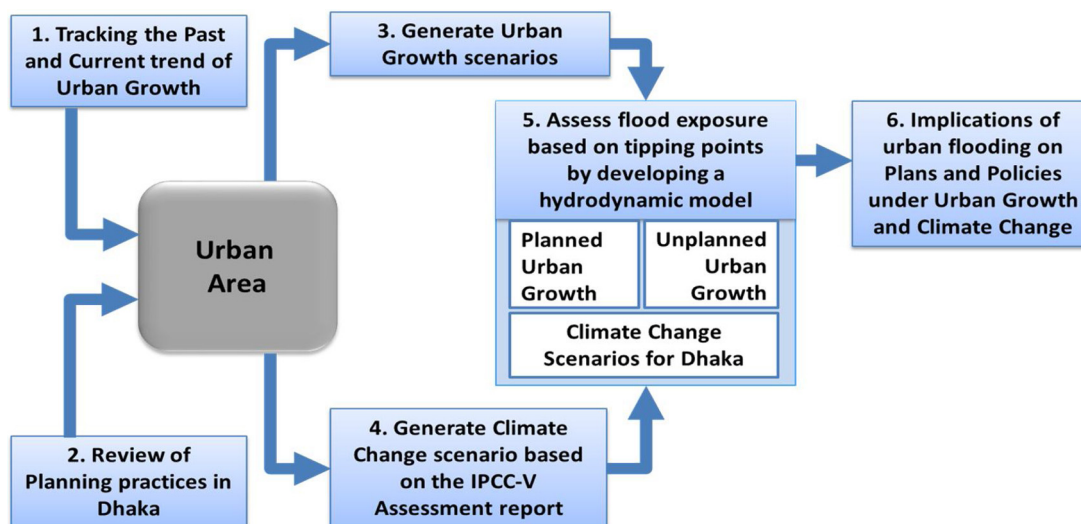 1. Tracking the Past
and Current trend of
Urban Growth
3. Generate Urban
Growth scenarios
5. Assess flood exposure
based on tipping points
by developing a
hydrodynamic model
6. Implications of
urban flooding on
Plans and Policies
under Urban Growth
and Climate Change
Urban
Area
Planned
Urban
Growth
Unplanned
Urban
Growth
Climate Change
Scenarios for Dhaka
2. Review of
Planning practices in
Dhaka
4. Generate Climate
Change scenario based
on the IPCC-V
Assessment report